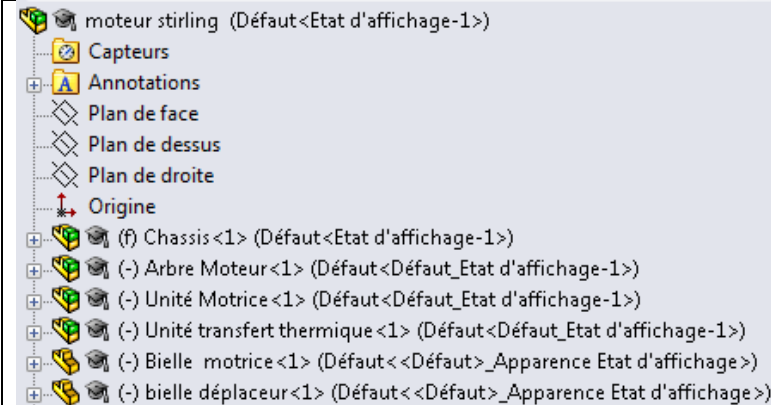 moteur stirling (Défaut<Etat d'affichage-1>)
Capteurs
A Annotations
Plan de face
Plan de dessus
Plan de droite
Origine
(f) Chassis<1> (Défaut<Etat d'affichage-1>)
(-) Arbre Moteur<1> (Défaut<Défaut_Etat d'affichage-1>)
(-) Unité Motrice<1> (Défaut<Défaut_Etat d'affichage-1>)
(-) Unité transfert thermique<1> (Défaut<Défaut_Etat d'affichage-1>)
(-) Bielle  motrice<1> (Défaut<<Défaut>_Apparence Etat d'affichage>)
(-) bielle déplaceur<1> (Défaut<<Défaut>_Apparence Etat d'affichage>)